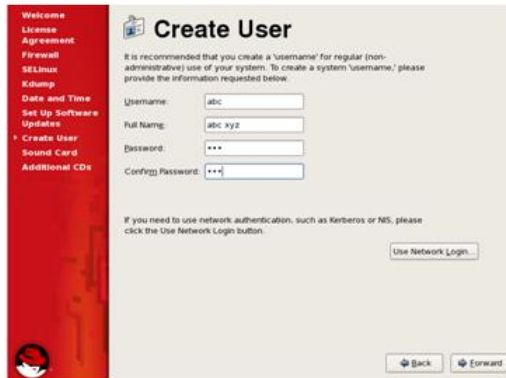 Welcome
License
Agreement
Firewall
SELinux
Kdump
Date and Time
Set Up Software
Updates
Create User
Sound Card
Additional CDs
Create User
It is recommended that you create a 'username' for regular (non-
administrative) use of your system. To create a system 'username,' please
provide the information requested below.
Username: abc
Full Name: abc xyz
Password: •••
Confirm Password: •••
If you need to use network authentication, such as Kerberos or NIS, please
click the Use Network Login button.
Use Network Login...
Back Forward